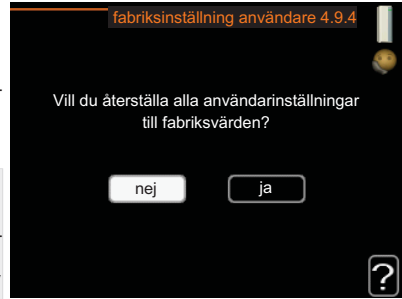 fabriksinställning användare 4.9.4
Vill du återställa alla användarinställningar
till fabriksvärden?
nej
ja
?